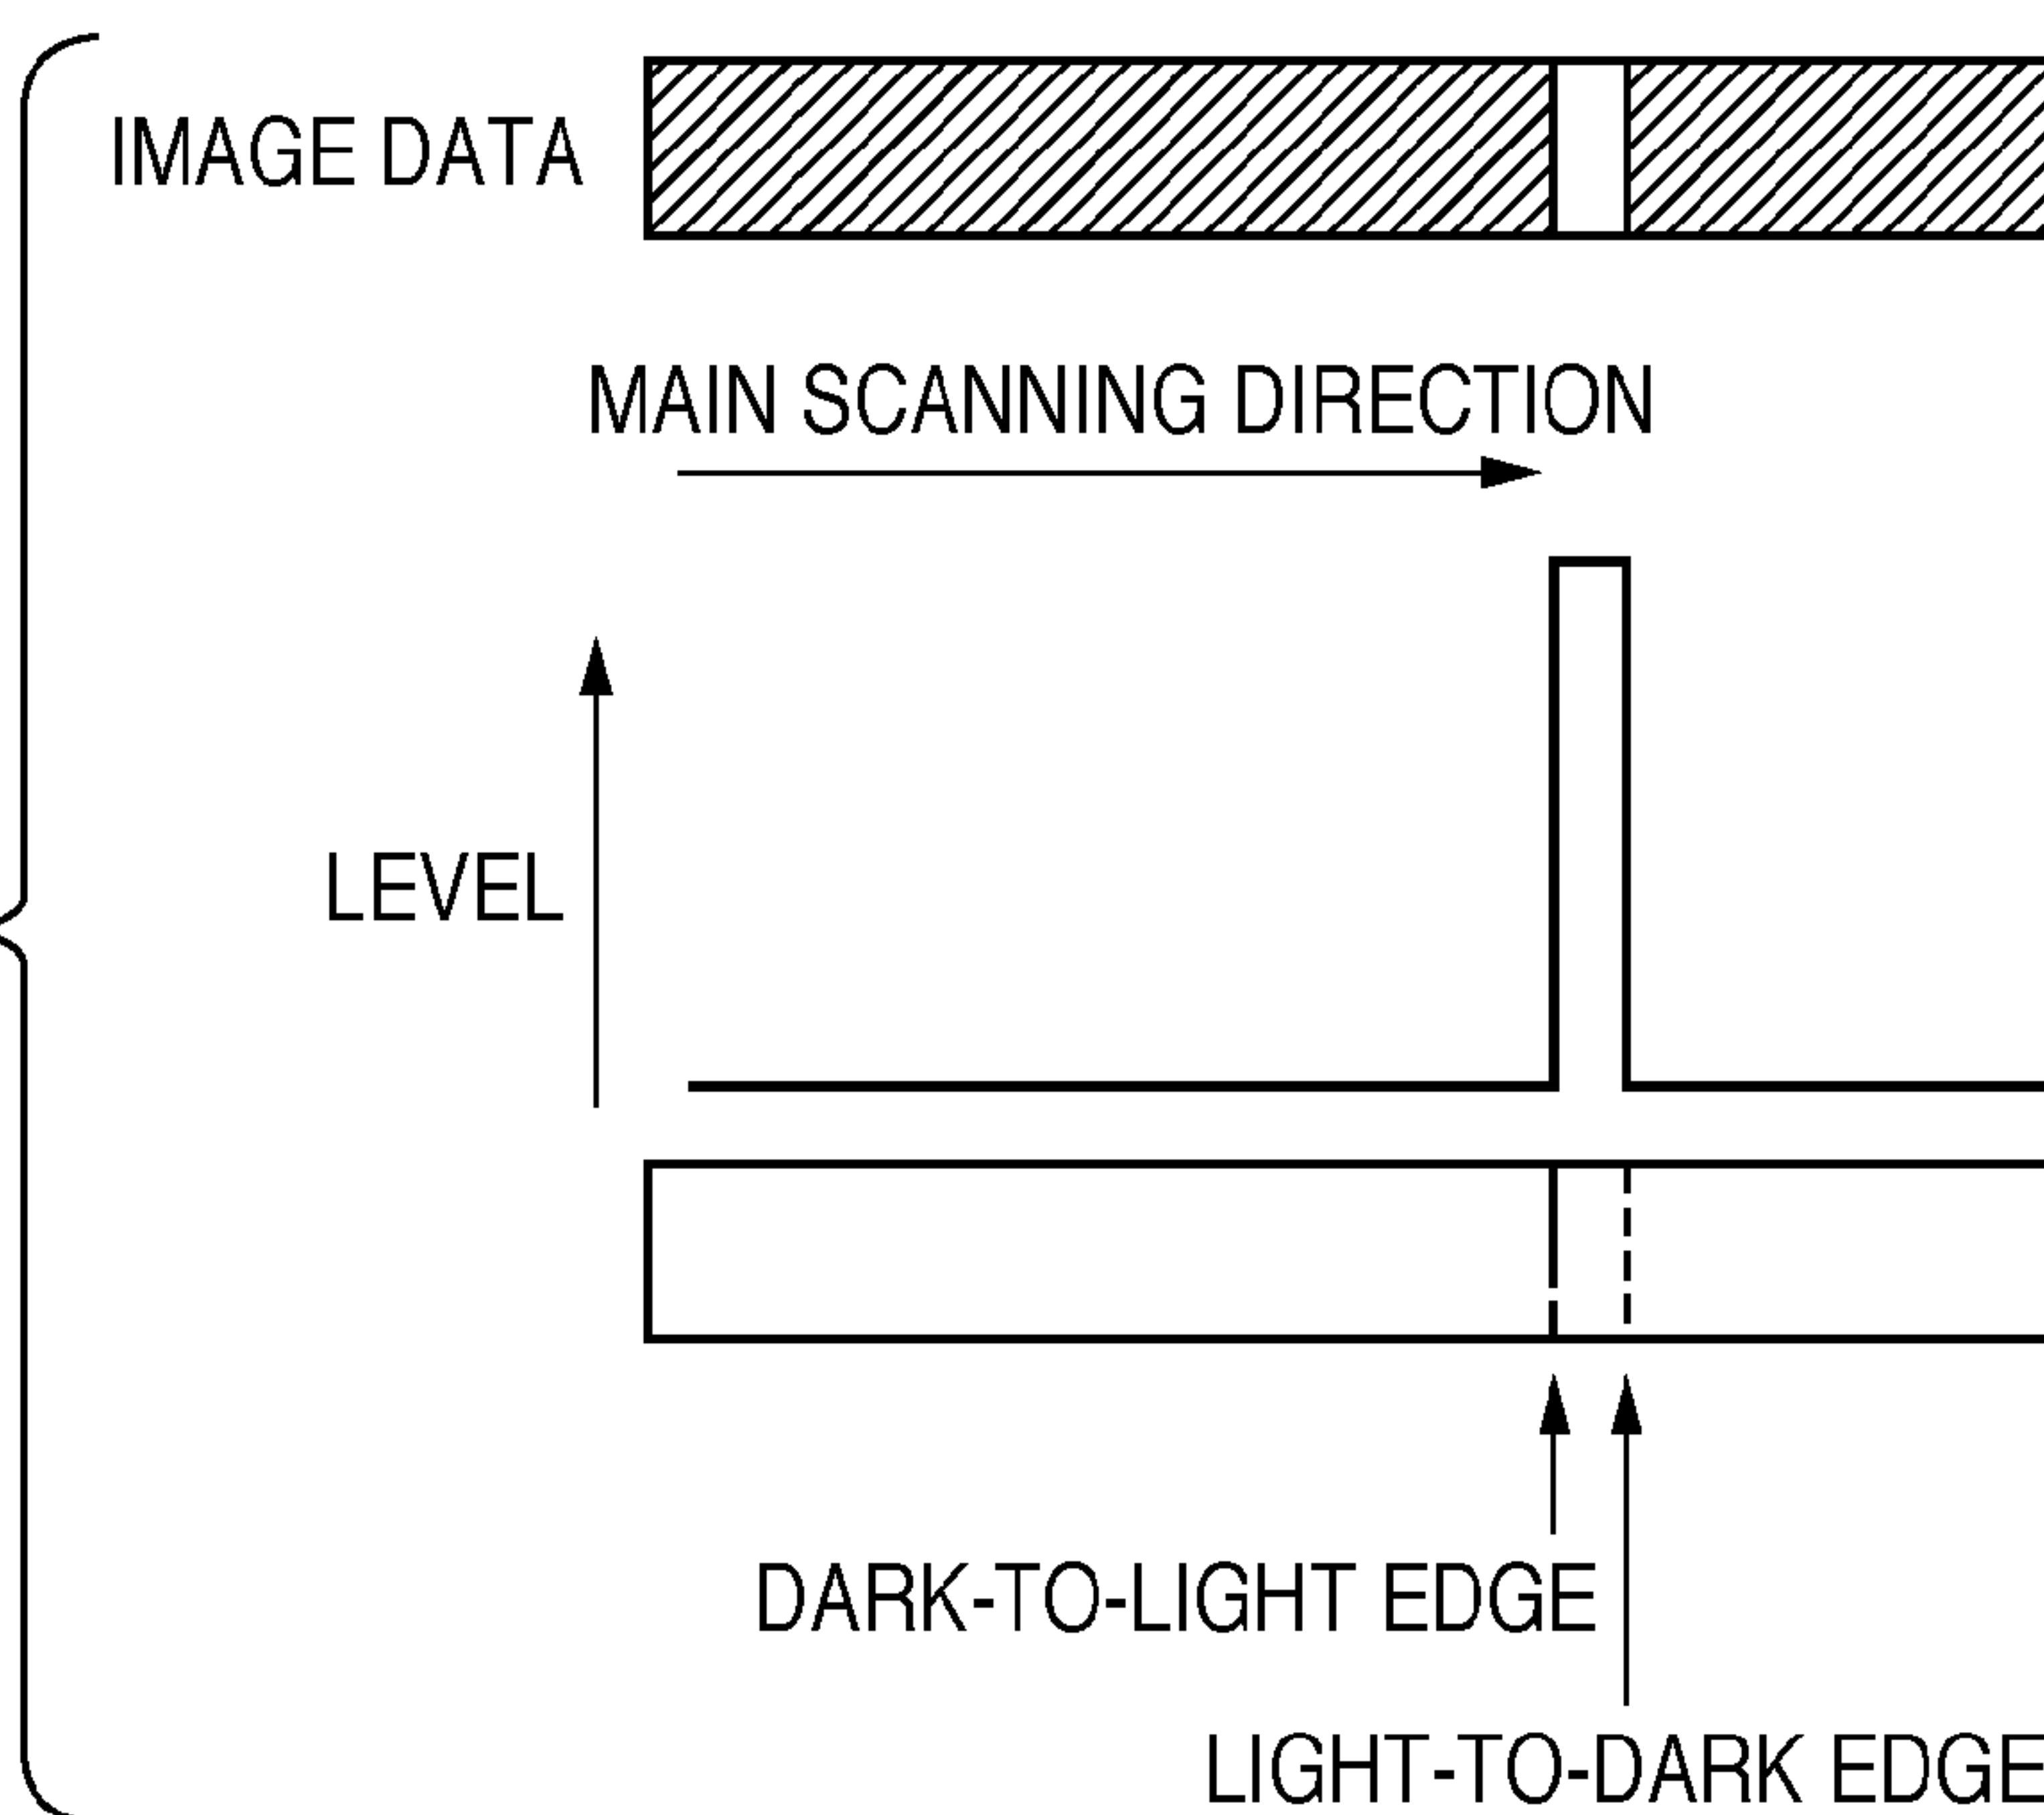 IMAGE DATA
MAIN SCANNING DIRECTION
LEVEL
DARK-TO-LIGHT EDGE
LIGHT-TO-DARK EDGE